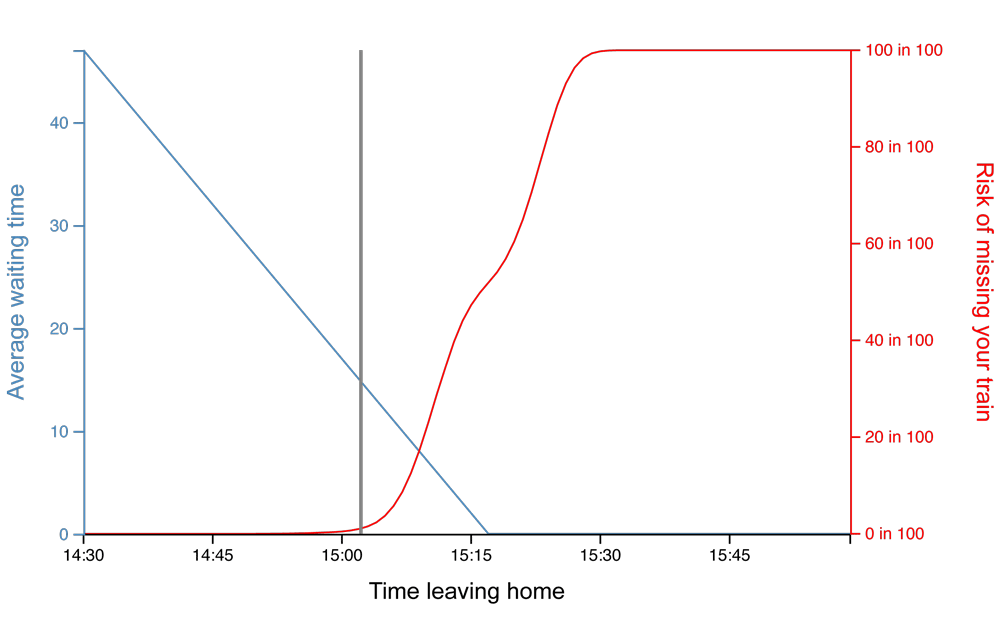 Average waiting time
40
30
20
10
0
100 in 100
80 in 100
60 in 100
40 in 100
20 in 100
0 in 100
Risk of missing your train
14:30 14:45 15:00 15:15 15:30 15:45
Time leaving home